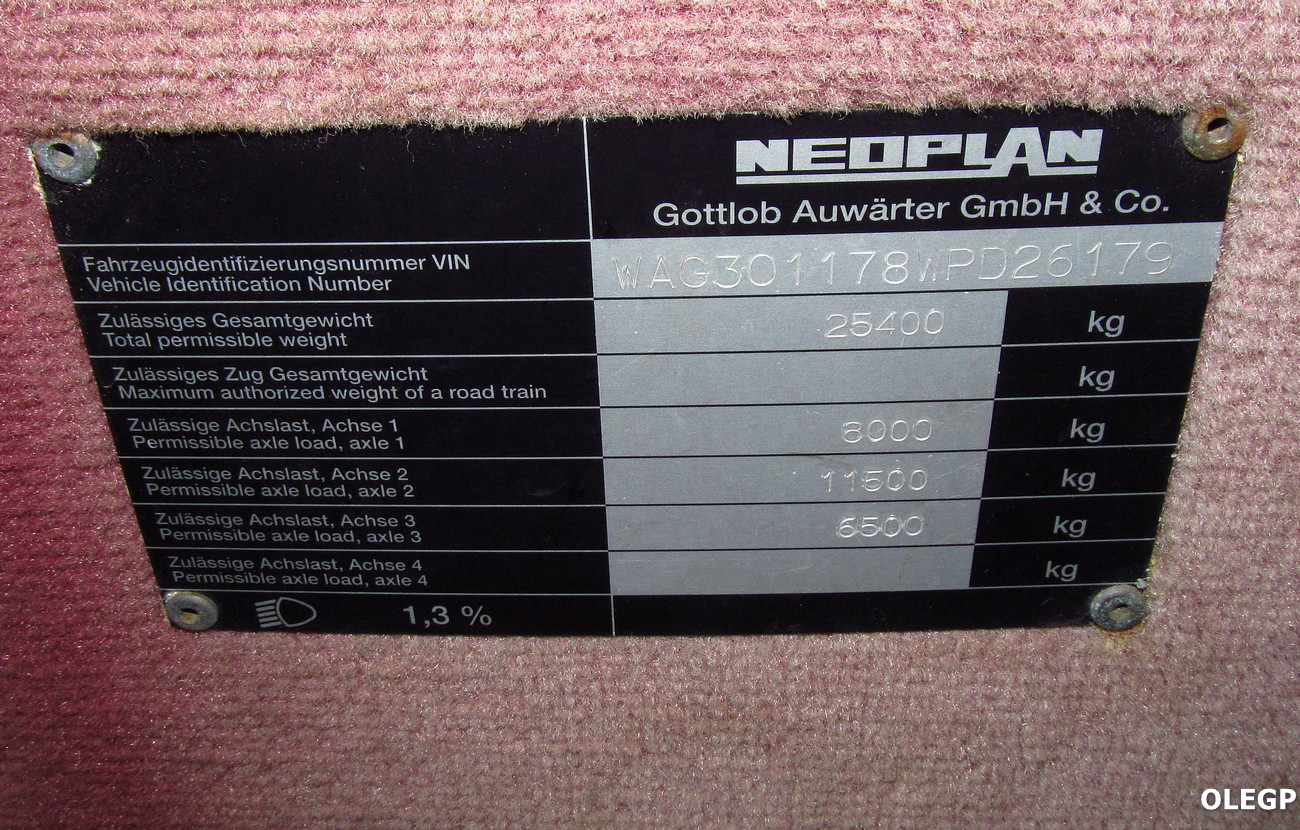 NEOPLAN
Gottlob Auwärter GmbH & Co.
Fahrzeugidentifizierungsnummer VIN
Vehicle Identification Number
WAG301178WPD26179
Zulässiges Gesamtgewicht
Total permissible weight
25400 kg
Zulässiges Zug Gesamtgewicht
Maximum authorized weight of a road train
kg
Zulässige Achslast, Achse 1
Permissible axle load, axle 1
8000 kg
Zulässige Achslast, Achse 2
Permissible axle load, axle 2
11500 kg
Zulässige Achslast, Achse 3
Permissible axle load, axle 3
6500 kg
Zulässige Achslast, Achse 4
Permissible axle load, axle 4
kg
1,3 %
OLEGP